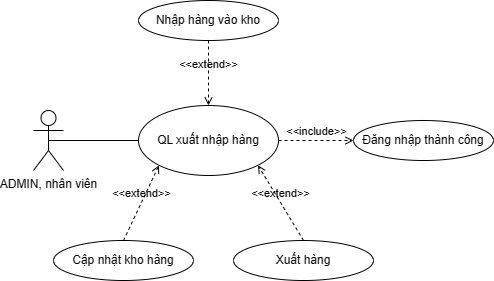 Nhập hàng vào kho
<<extend>>
QL xuất nhập hàng
<<include>>
Đăng nhập thành công
ADMIN, nhân viên
<<extend>>
<<extend>>
Cập nhật kho hàng
Xuất hàng